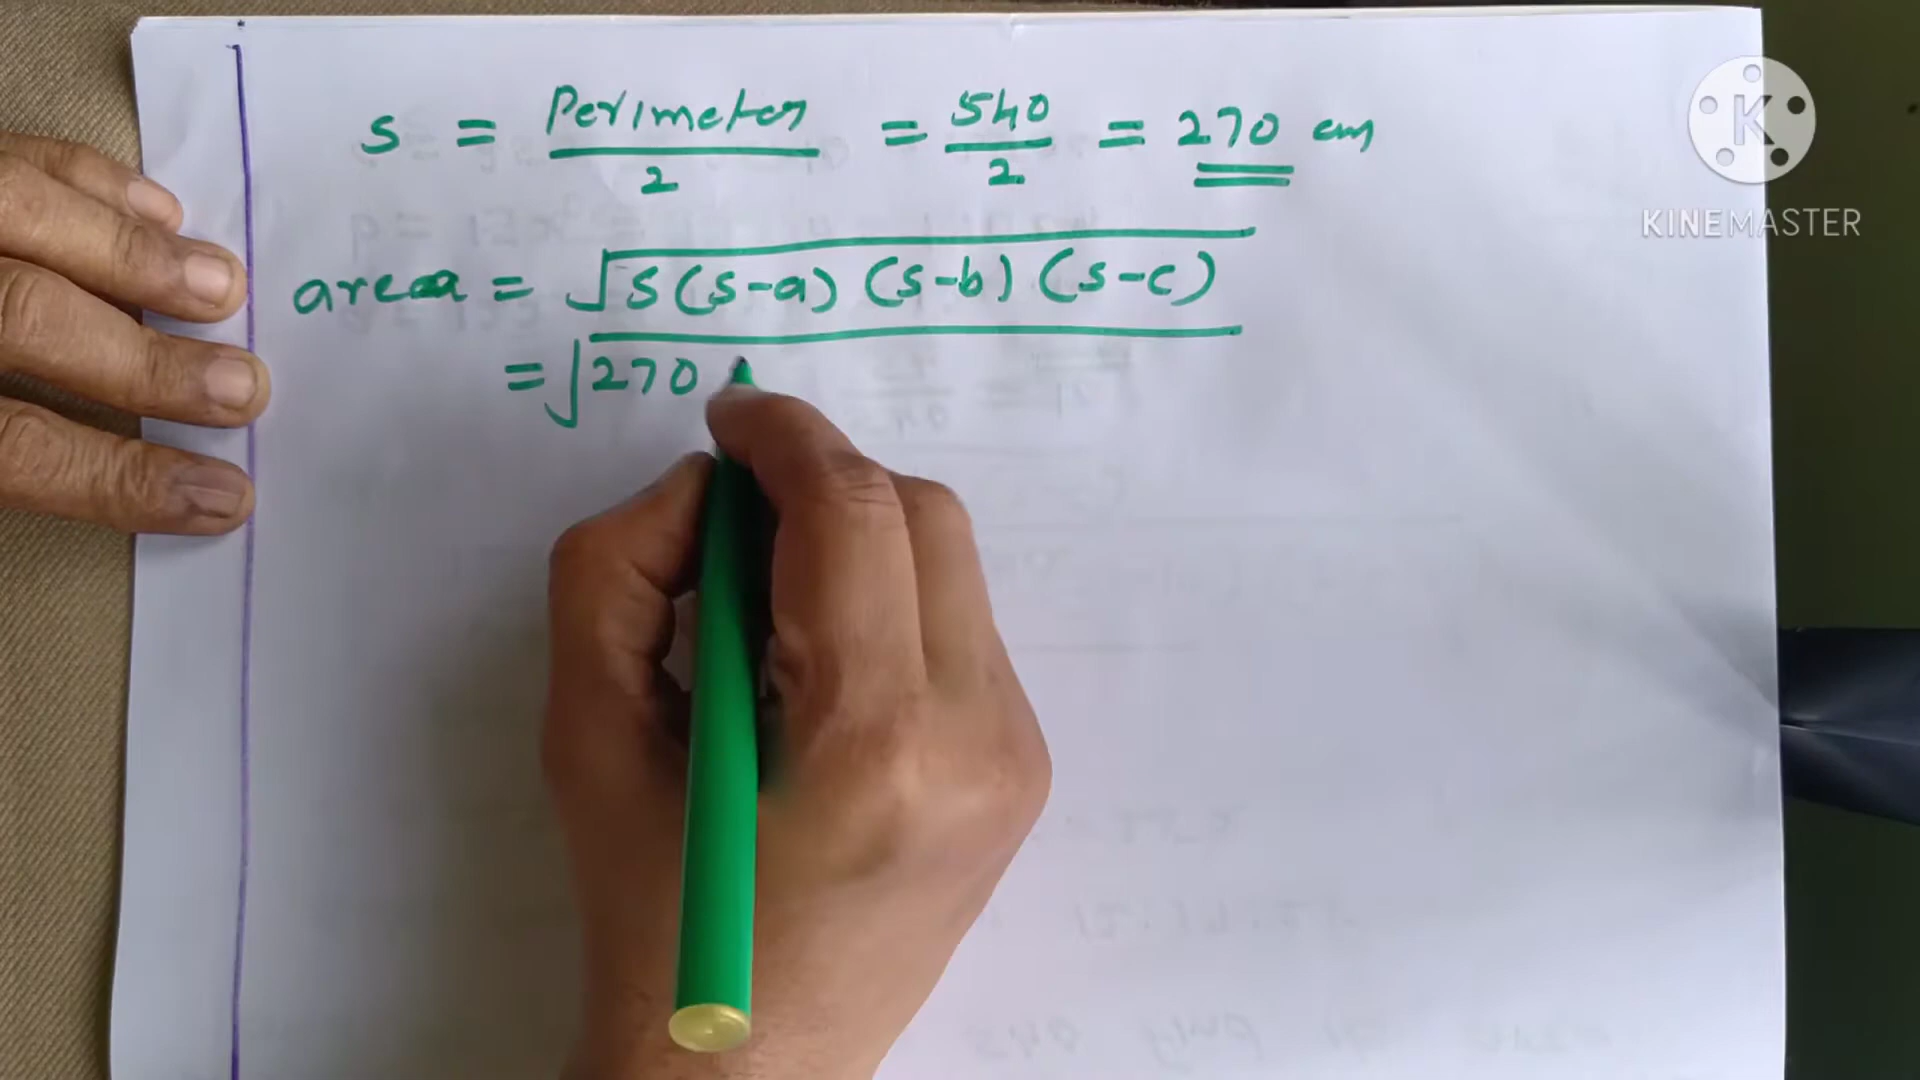 s = Perimeter/2 = 540/2 = 270 cm
area = √s(s-a) (s-b) (s-c)
= √270
K
KINEMASTER